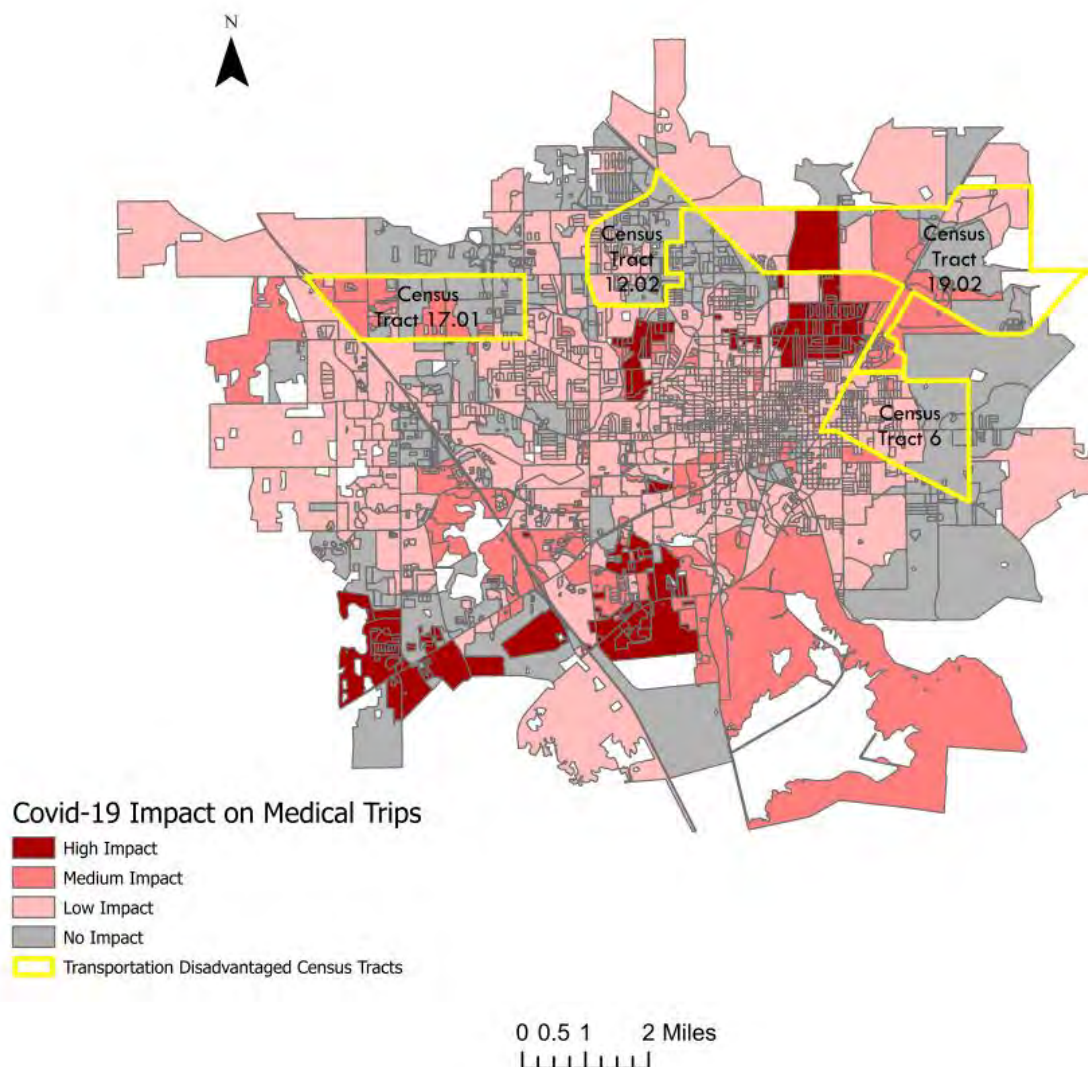 N
Census
Tract
12.02
Census
Tract
19.02
Census
Tract 17.01
Census
Tract 6
Covid-19 Impact on Medical Trips
High Impact
Medium Impact
Low Impact
No Impact
Transportation Disadvantaged Census Tracts
0 0.5 1 2 Miles